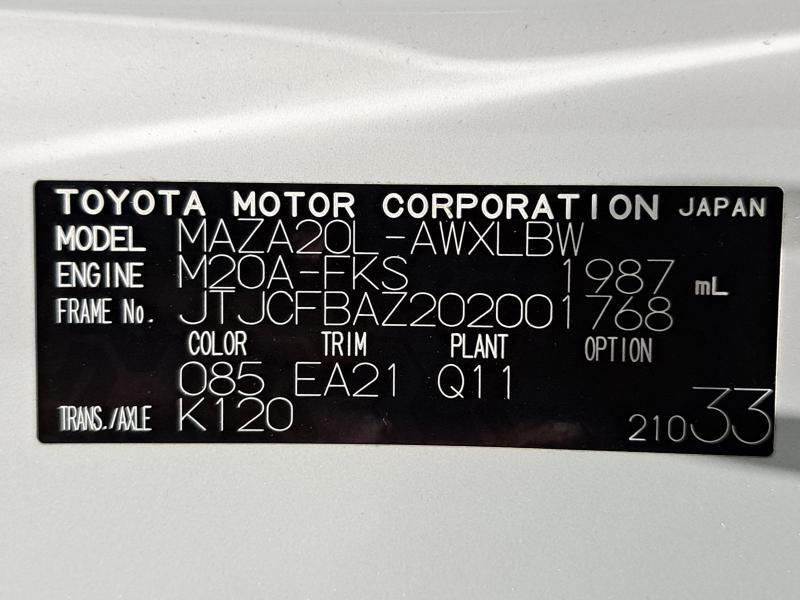 TOYOTA MOTOR CORPORATION JAPAN
MODEL MAZA20L-AWXLBW
ENGINE M20A-FKS 1987 mL
FRAME No. JTJCFBAZ202001768
COLOR TRIM PLANT OPTION
085 EA21 Q11
TRANS./AXLE K120 21033